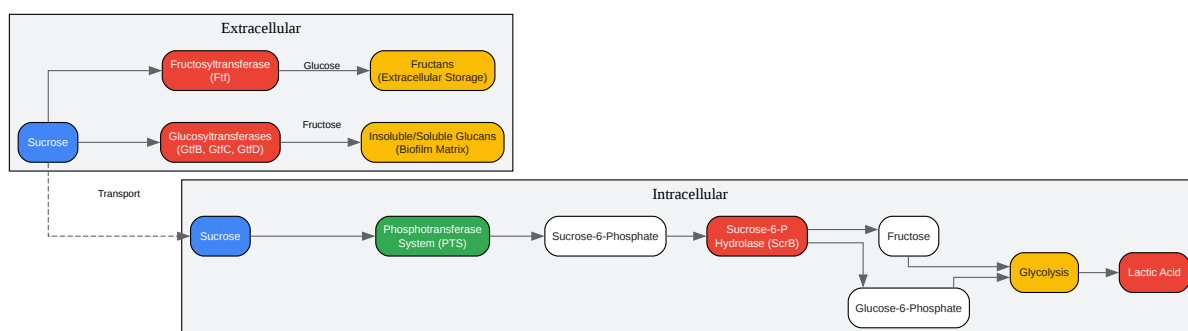 Extracellular
Fructosyltransferase
(Ftf)
Glucose
Fructans
(Extracellular Storage)
Sucrose
Glucosyltransferases
(GtfB, GtfC, GtfD)
Fructose
Insoluble/Soluble Glucans
(Biofilm Matrix)
Transport
Intracellular
Sucrose
Phosphotransferase
System (PTS)
Sucrose-6-Phosphate
Sucrose-6-P
Hydrolase (ScrB)
Fructose
Glucose-6-Phosphate
Glycolysis
Lactic Acid